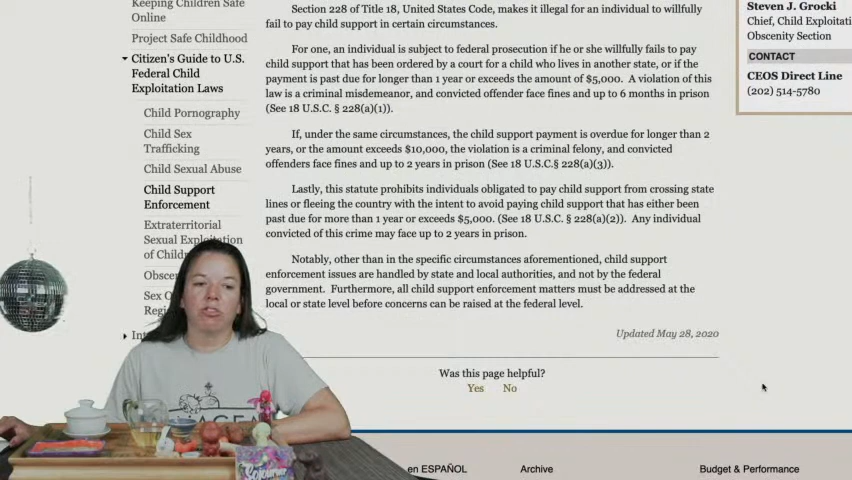 Keeping Children Safe
Online
Project Safe Childhood
Citizen's Guide to U.S.
Federal Child
Exploitation Laws
Child Pornography
Child Sex
Trafficking
Child Sexual Abuse
Child Support
Enforcement
Extraterritorial
Sexual Exploitation
of Child
Obsce
Sex O
Regi
In
Section 228 of Title 18, United States Code, makes it illegal for an individual to willfully
fail to pay child support in certain circumstances.
For one, an individual is subject to federal prosecution if he or she willfully fails to pay
child support that has been ordered by a court for a child who lives in another state, or if the
payment is past due for longer than 1 year or exceeds the amount of $5,000. A violation of this
law is a criminal misdemeanor, and convicted offender face fines and up to 6 months in prison
(See 18 U.S.C. § 228(a)(1)).
If, under the same circumstances, the child support payment is overdue for longer than 2
years, or the amount exceeds $10,000, the violation is a criminal felony, and convicted
offenders face fines and up to 2 years in prison (See 18 U.S.C.§ 228(a)(3)).
Lastly, this statute prohibits individuals obligated to pay child support from crossing state
lines or fleeing the country with the intent to avoid paying child support that has either been
past due for more than 1 year or exceeds $5,000. (See 18 U.S.C. § 228(a)(2)). Any individual
convicted of this crime may face up to 2 years in prison.
Notably, other than in the specific circumstances aforementioned, child support
enforcement issues are handled by state and local authorities, and not by the federal
government. Furthermore, all child support enforcement matters must be addressed at the
local or state level before concerns can be raised at the federal level.
Updated May 28, 2020
Was this page helpful?
Yes No
Steven J. Grocki
Chief, Child Exploitati
Obscenity Section
CONTACT
CEOS Direct Line
(202) 514-5780
Sojourner
en ESPAÑOL
Archive
Budget & Performance